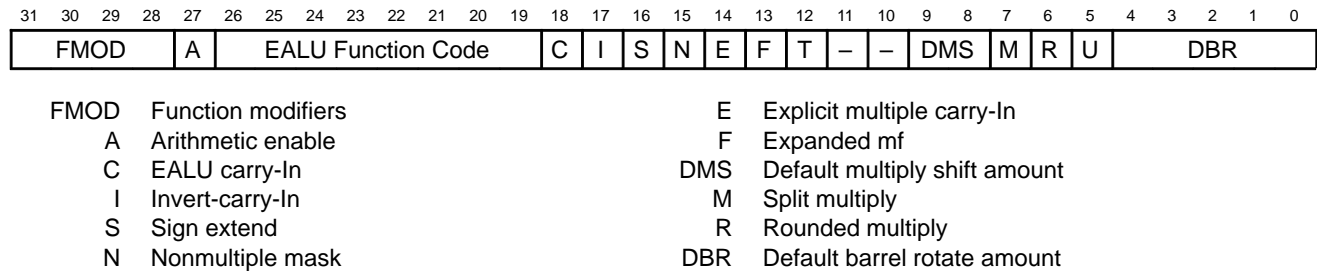 31 30 29 28 27 26 25 24 23 22 21 20 19 18 17 16 15 14 13 12 11 10 9 8 7 6 5 4 3 2 1 0
FMOD A EALU Function Code C I S N E F T – – DMS M R U DBR
FMOD Function modifiers E Explicit multiple carry-In
A Arithmetic enable F Expanded mf
C EALU carry-In DMS Default multiply shift amount
I Invert-carry-In M Split multiply
S Sign extend R Rounded multiply
N Nonmultiple mask DBR Default barrel rotate amount